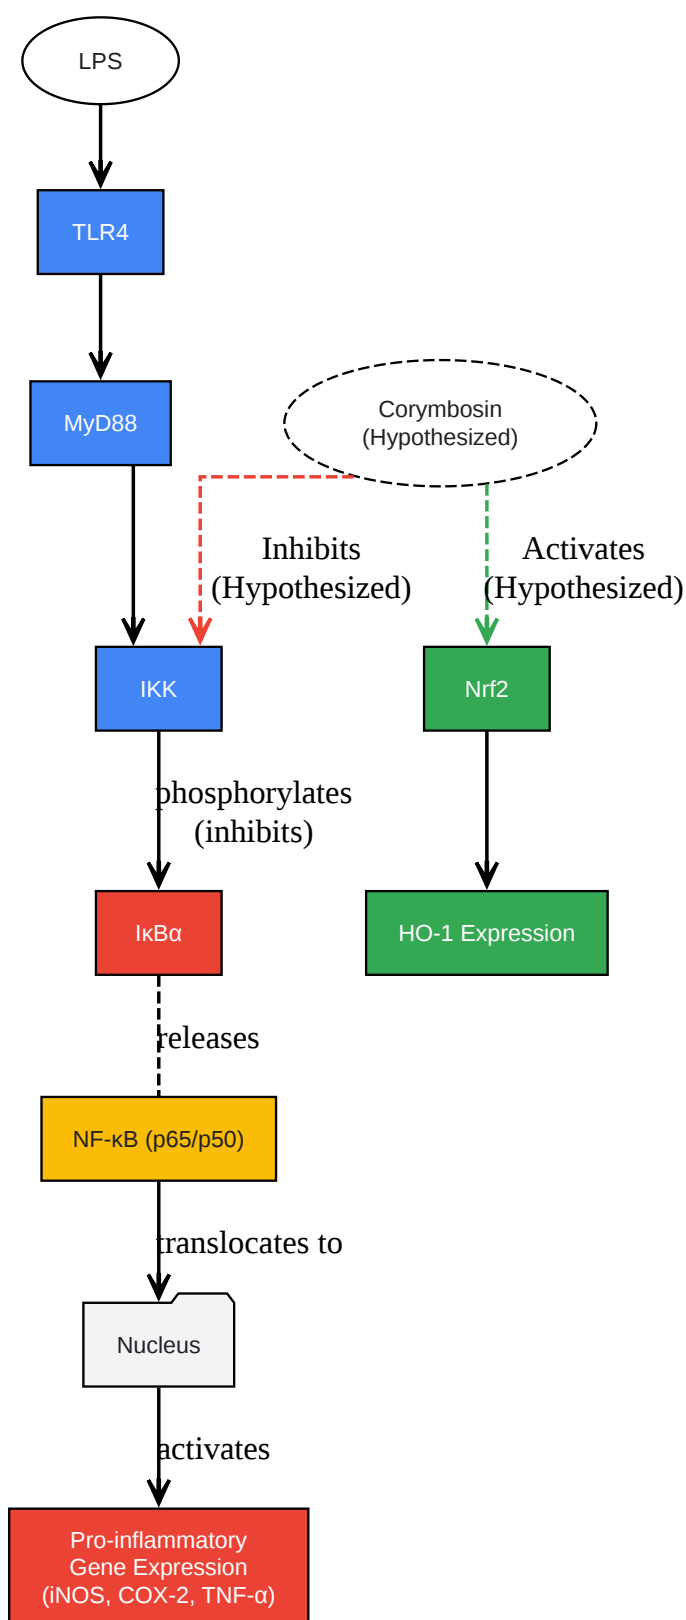 LPS
TLR4
MyD88
Corymbosin
(Hypothesized)
Inhibits
(Hypothesized)
Activates
(Hypothesized)
IKK
Nrf2
phosphorylates
(inhibits)
IκBα
HO-1 Expression
releases
NF-κB (p65/p50)
translocates to
Nucleus
activates
Pro-inflammatory
Gene Expression
(iNOS, COX-2, TNF-α)